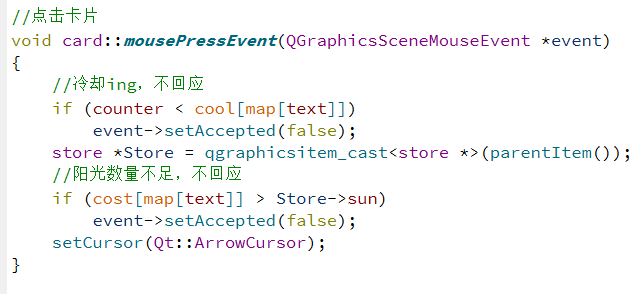 //点击卡片
void card::mousePressEvent(QGraphicsSceneMouseEvent *event)
{
    //冷却ing，不回应
    if (counter < cool[map[text]])
        event->setAccepted(false);
    store *Store = qgraphicsitem_cast<store *>(parentItem());
    //阳光数量不足，不回应
    if (cost[map[text]] > Store->sun)
        event->setAccepted(false);
    setCursor(Qt::ArrowCursor);
}